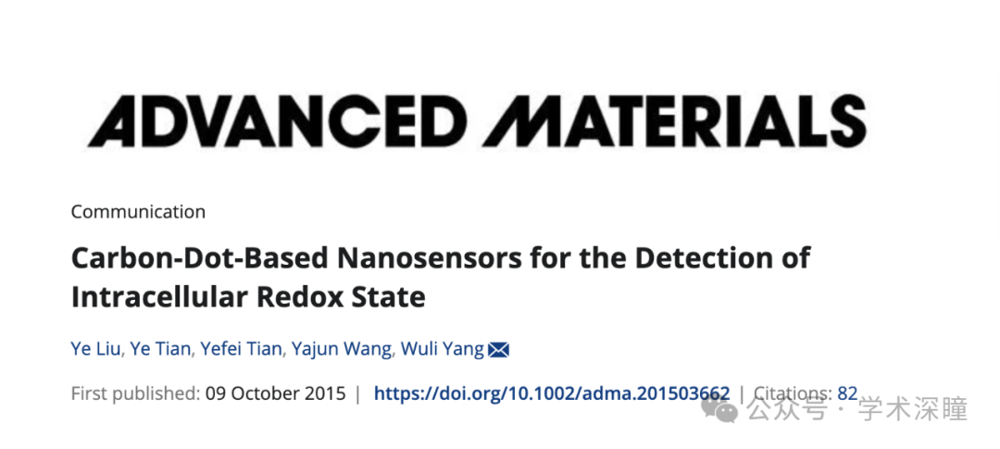 ADVANCED MATERIALS
Communication
Carbon-Dot-Based Nanosensors for the Detection of
Intracellular Redox State
Ye Liu, Ye Tian, Yefei Tian, Yajun Wang, Wuli Yang
First published: 09 October 2015 | https://doi.org/10.1002/adma.201503662 | Citations: 82
公众号 · 学术深瞳